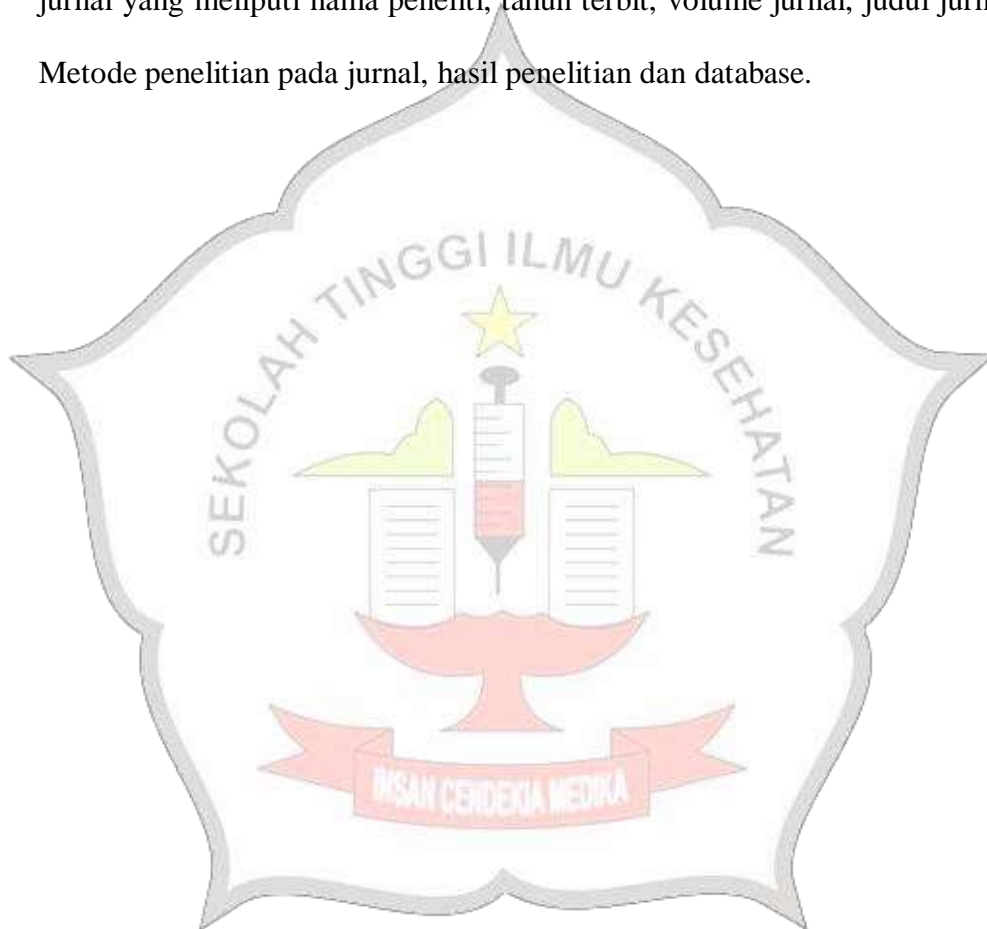 jurnal yang meliputi nama peneliti, tahun terbit, volume jurnal, judul jurnal
Metode penelitian pada jurnal, hasil penelitian dan database.
SEKOLAH TINGGI ILMU KESEHATAN
INSAN CENDEKIA MEDIKA